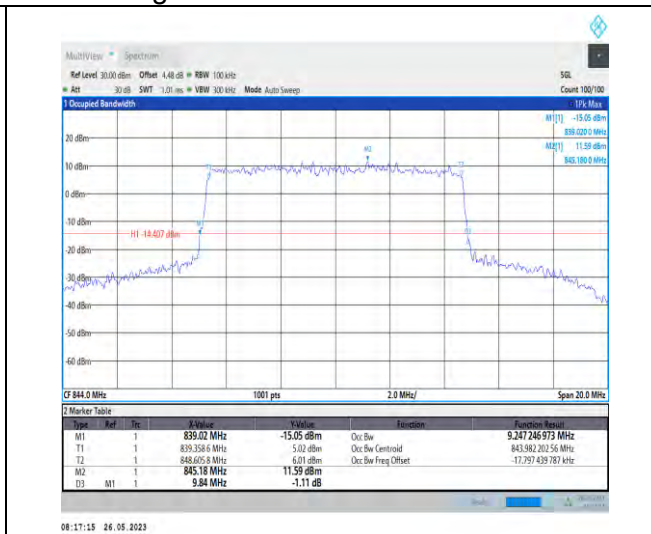 MultiView Spectrum
Ref Level 30.00 dBm Offset 4.48 dB RBW 100 kHz SGL
Att 30 dB SWT 1.01 ms VBW 300 kHz Mode Auto Sweep Count 100/100
1 Occupied Bandwidth 1Pk Max
M1[1] -15.05 dBm
839.020 0 MHz
M2[1] 11.59 dBm
845.180 0 MHz
20 dBm
M2
10 dBm
T1 T2
0 dBm
-10 dBm
M1
H1 -14.407 dBm
-20 dBm
-30 dBm
-40 dBm
-50 dBm
-60 dBm
CF 844.0 MHz 1001 pts 2.0 MHz/ Span 20.0 MHz
2 Marker Table
Type Ref Trc X-Value Y-Value Function Function Result
M1 1 839.02 MHz -15.05 dBm Occ Bw 9.247 246 973 MHz
T1 1 839.358 6 MHz 5.02 dBm Occ Bw Centroid 843.982 202 56 MHz
T2 1 848.605 8 MHz 6.01 dBm Occ Bw Freq Offset -17.797 439 787 kHz
M2 1 845.18 MHz 11.59 dBm
D3 M1 1 9.84 MHz -1.11 dB
08:17:15 26.05.2023